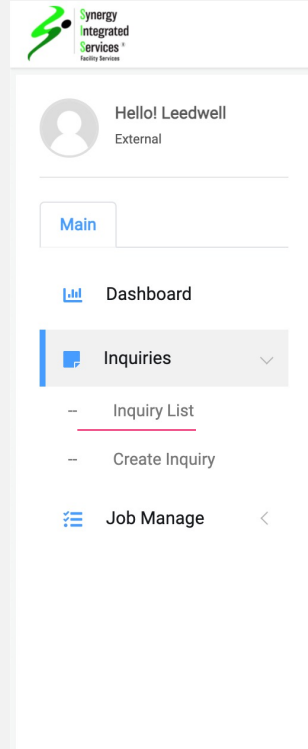 Synergy
Integrated
Services ®
Facility Services
Hello! Leedwell
External
Main
Dashboard
Inquiries
-- Inquiry List
-- Create Inquiry
Job Manage